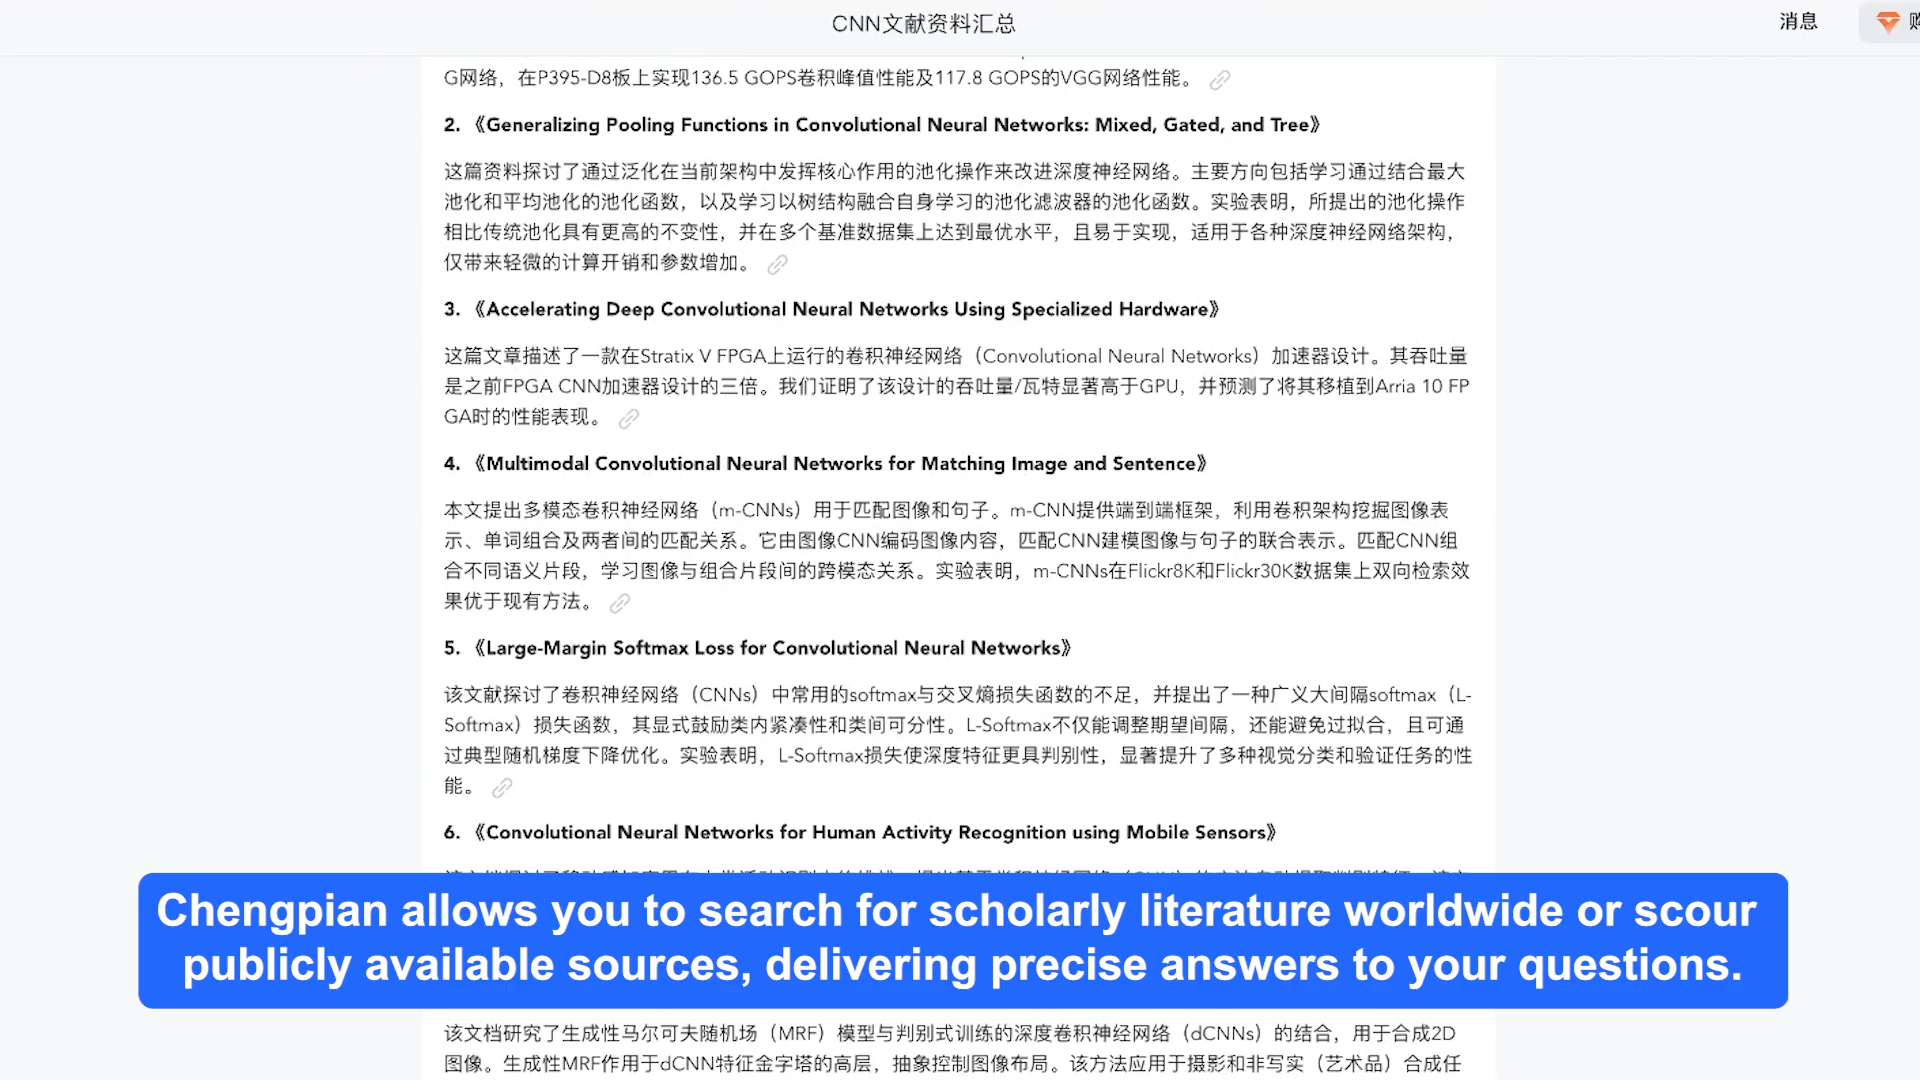 CNN文献资料汇总
消息
G网络，在P395-D8板上实现136.5 GOPS卷积峰值性能及117.8 GOPS的VGG网络性能。
2. 《Generalizing Pooling Functions in Convolutional Neural Networks: Mixed, Gated, and Tree》
这篇资料探讨了通过泛化在当前架构中发挥核心作用的池化操作来改进深度神经网络。主要方向包括学习通过结合最大
池化和平均池化的池化函数，以及学习以树结构融合自身学习的池化滤波器的池化函数。实验表明，所提出的池化操作
相比传统池化具有更高的不变性，并在多个基准数据集上达到最优水平，且易于实现，适用于各种深度神经网络架构，
仅带来轻微的计算开销和参数增加。
3. 《Accelerating Deep Convolutional Neural Networks Using Specialized Hardware》
这篇文章描述了一款在Stratix V FPGA上运行的卷积神经网络（Convolutional Neural Networks）加速器设计。其吞吐量
是之前FPGA CNN加速器设计的三倍。我们证明了该设计的吞吐量/瓦特显著高于GPU，并预测了将其移植到Arria 10 FP
GA时的性能表现。
4. 《Multimodal Convolutional Neural Networks for Matching Image and Sentence》
本文提出多模态卷积神经网络（m-CNNs）用于匹配图像和句子。m-CNN提供端到端框架，利用卷积架构挖掘图像表
示、单词组合及两者间的匹配关系。它由图像CNN编码图像内容，匹配CNN建模图像与句子的联合表示。匹配CNN组
合不同语义片段，学习图像与组合片段间的跨模态关系。实验表明，m-CNNs在Flickr8K和Flickr30K数据集上双向检索效
果优于现有方法。
5. 《Large-Margin Softmax Loss for Convolutional Neural Networks》
该文献探讨了卷积神经网络（CNNs）中常用的softmax与交叉熵损失函数的不足，并提出了一种广义大间隔softmax（L-
Softmax）损失函数，其显式鼓励类内紧凑性和类间可分性。L-Softmax不仅能调整期望间隔，还能避免过拟合，且可通
过典型随机梯度下降优化。实验表明，L-Softmax损失使深度特征更具判别性，显著提升了多种视觉分类和验证任务的性
能。
6. 《Convolutional Neural Networks for Human Activity Recognition using Mobile Sensors》
Chengpian allows you to search for scholarly literature worldwide or scour
publicly available sources, delivering precise answers to your questions.
该文档研究了生成性马尔可夫随机场（MRF）模型与判别式训练的深度卷积神经网络（dCNNs）的结合，用于合成2D
图像。生成性MRF作用于dCNN特征金字塔的高层，抽象控制图像布局。该方法应用于摄影和非写实（艺术品）合成任